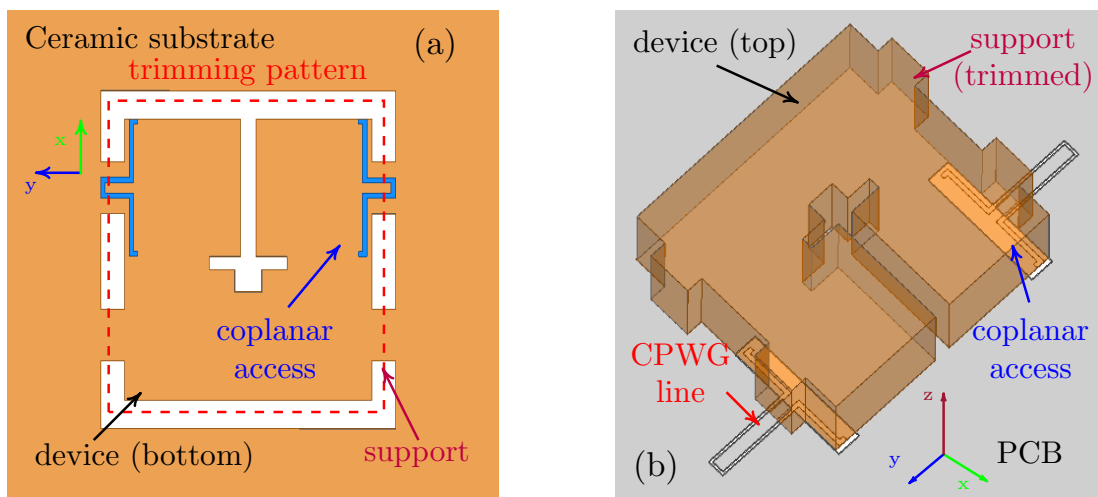 Ceramic substrate
(a)
trimming pattern
x
y
coplanar
access
device (bottom)
support
device (top)
support
(trimmed)
CPWG
line
coplanar
access
z
y
x
PCB
(b)